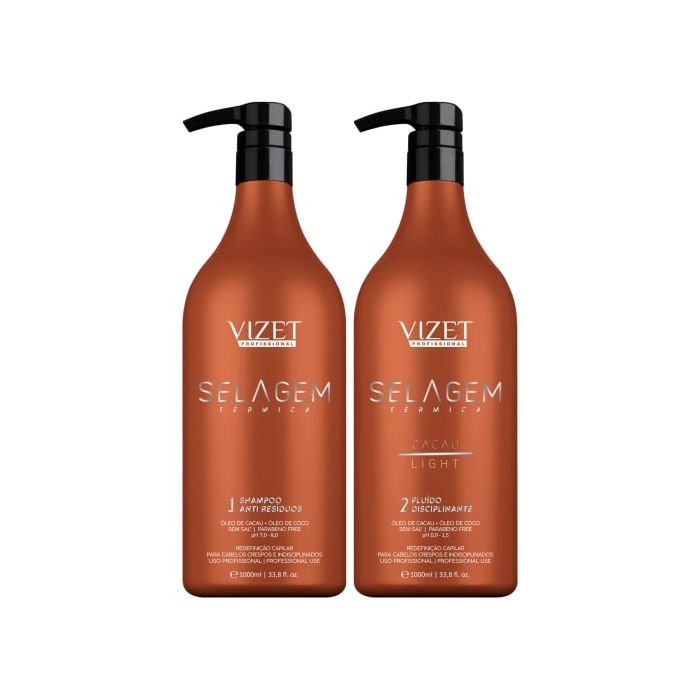 VIZET
PROFISSIONAL
SELAGEM
TÉRMICA
1 SHAMPOO
ANTI RESÍDUOS
ÓLEO DE CACAU • ÓLEO DE COCO
SEM SAL* | PARABENO FREE
pH 7,0 - 8,0
REDEFINIÇÃO CAPILAR
PARA CABELOS CRESPOS E INDISCIPLINADOS
USO PROFISSIONAL | PROFESSIONAL USE
℮ 1000ml | 33,8 fl. oz.
VIZET
PROFISSIONAL
SELAGEM
TÉRMICA
CACAU
LIGHT
2 FLUÍDO
DISCIPLINANTE
ÓLEO DE CACAU • ÓLEO DE COCO
SEM SAL* | PARABENO FREE
pH 0,9 - 1,5
REDEFINIÇÃO CAPILAR
PARA CABELOS CRESPOS E INDISCIPLINADOS
USO PROFISSIONAL | PROFESSIONAL USE
℮ 1000ml | 33,8 fl. oz.